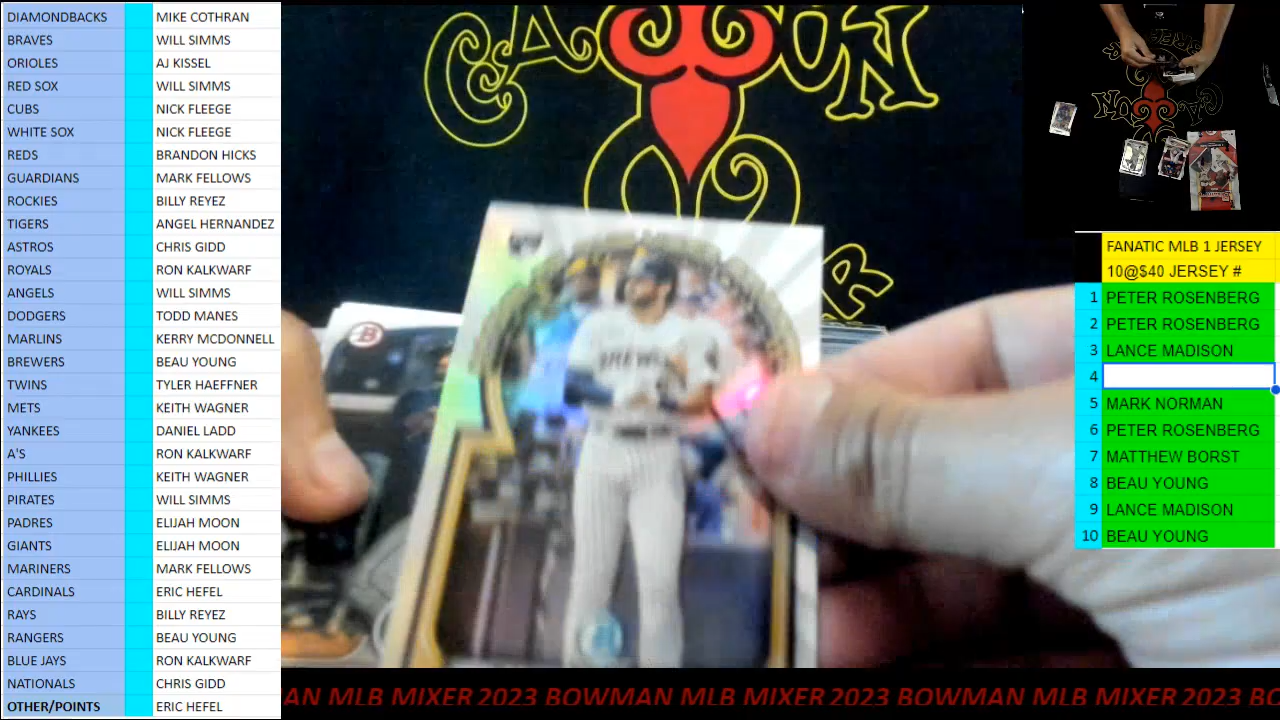 DIAMONDBACKS MIKE COTHRAN
BRAVES WILL SIMMS
ORIOLES AJ KISSEL
RED SOX WILL SIMMS
CUBS NICK FLEEGE
WHITE SOX NICK FLEEGE
REDS BRANDON HICKS
GUARDIANS MARK FELLOWS
ROCKIES BILLY REYEZ
TIGERS ANGEL HERNANDEZ
ASTROS CHRIS GIDD
ROYALS RON KALKWARF
ANGELS WILL SIMMS
DODGERS TODD MANES
MARLINS KERRY MCDONNELL
BREWERS BEAU YOUNG
TWINS TYLER HAEFFNER
METS KEITH WAGNER
YANKEES DANIEL LADD
A'S RON KALKWARF
PHILLIES KEITH WAGNER
PIRATES WILL SIMMS
PADRES ELIJAH MOON
GIANTS ELIJAH MOON
MARINERS MARK FELLOWS
CARDINALS ERIC HEFEL
RAYS BILLY REYEZ
RANGERS BEAU YOUNG
BLUE JAYS RON KALKWARF
NATIONALS CHRIS GIDD
OTHER/POINTS ERIC HEFEL
B
FANATIC MLB 1 JERSEY
10@$40 JERSEY #
1 PETER ROSENBERG
2 PETER ROSENBERG
3 LANCE MADISON
4
5 MARK NORMAN
6 PETER ROSENBERG
7 MATTHEW BORST
8 BEAU YOUNG
9 LANCE MADISON
10 BEAU YOUNG
AN MLB MIXER 2023 BOWMAN MLB MIXER 2023 BOWMAN MLB MIXER 2023 BO